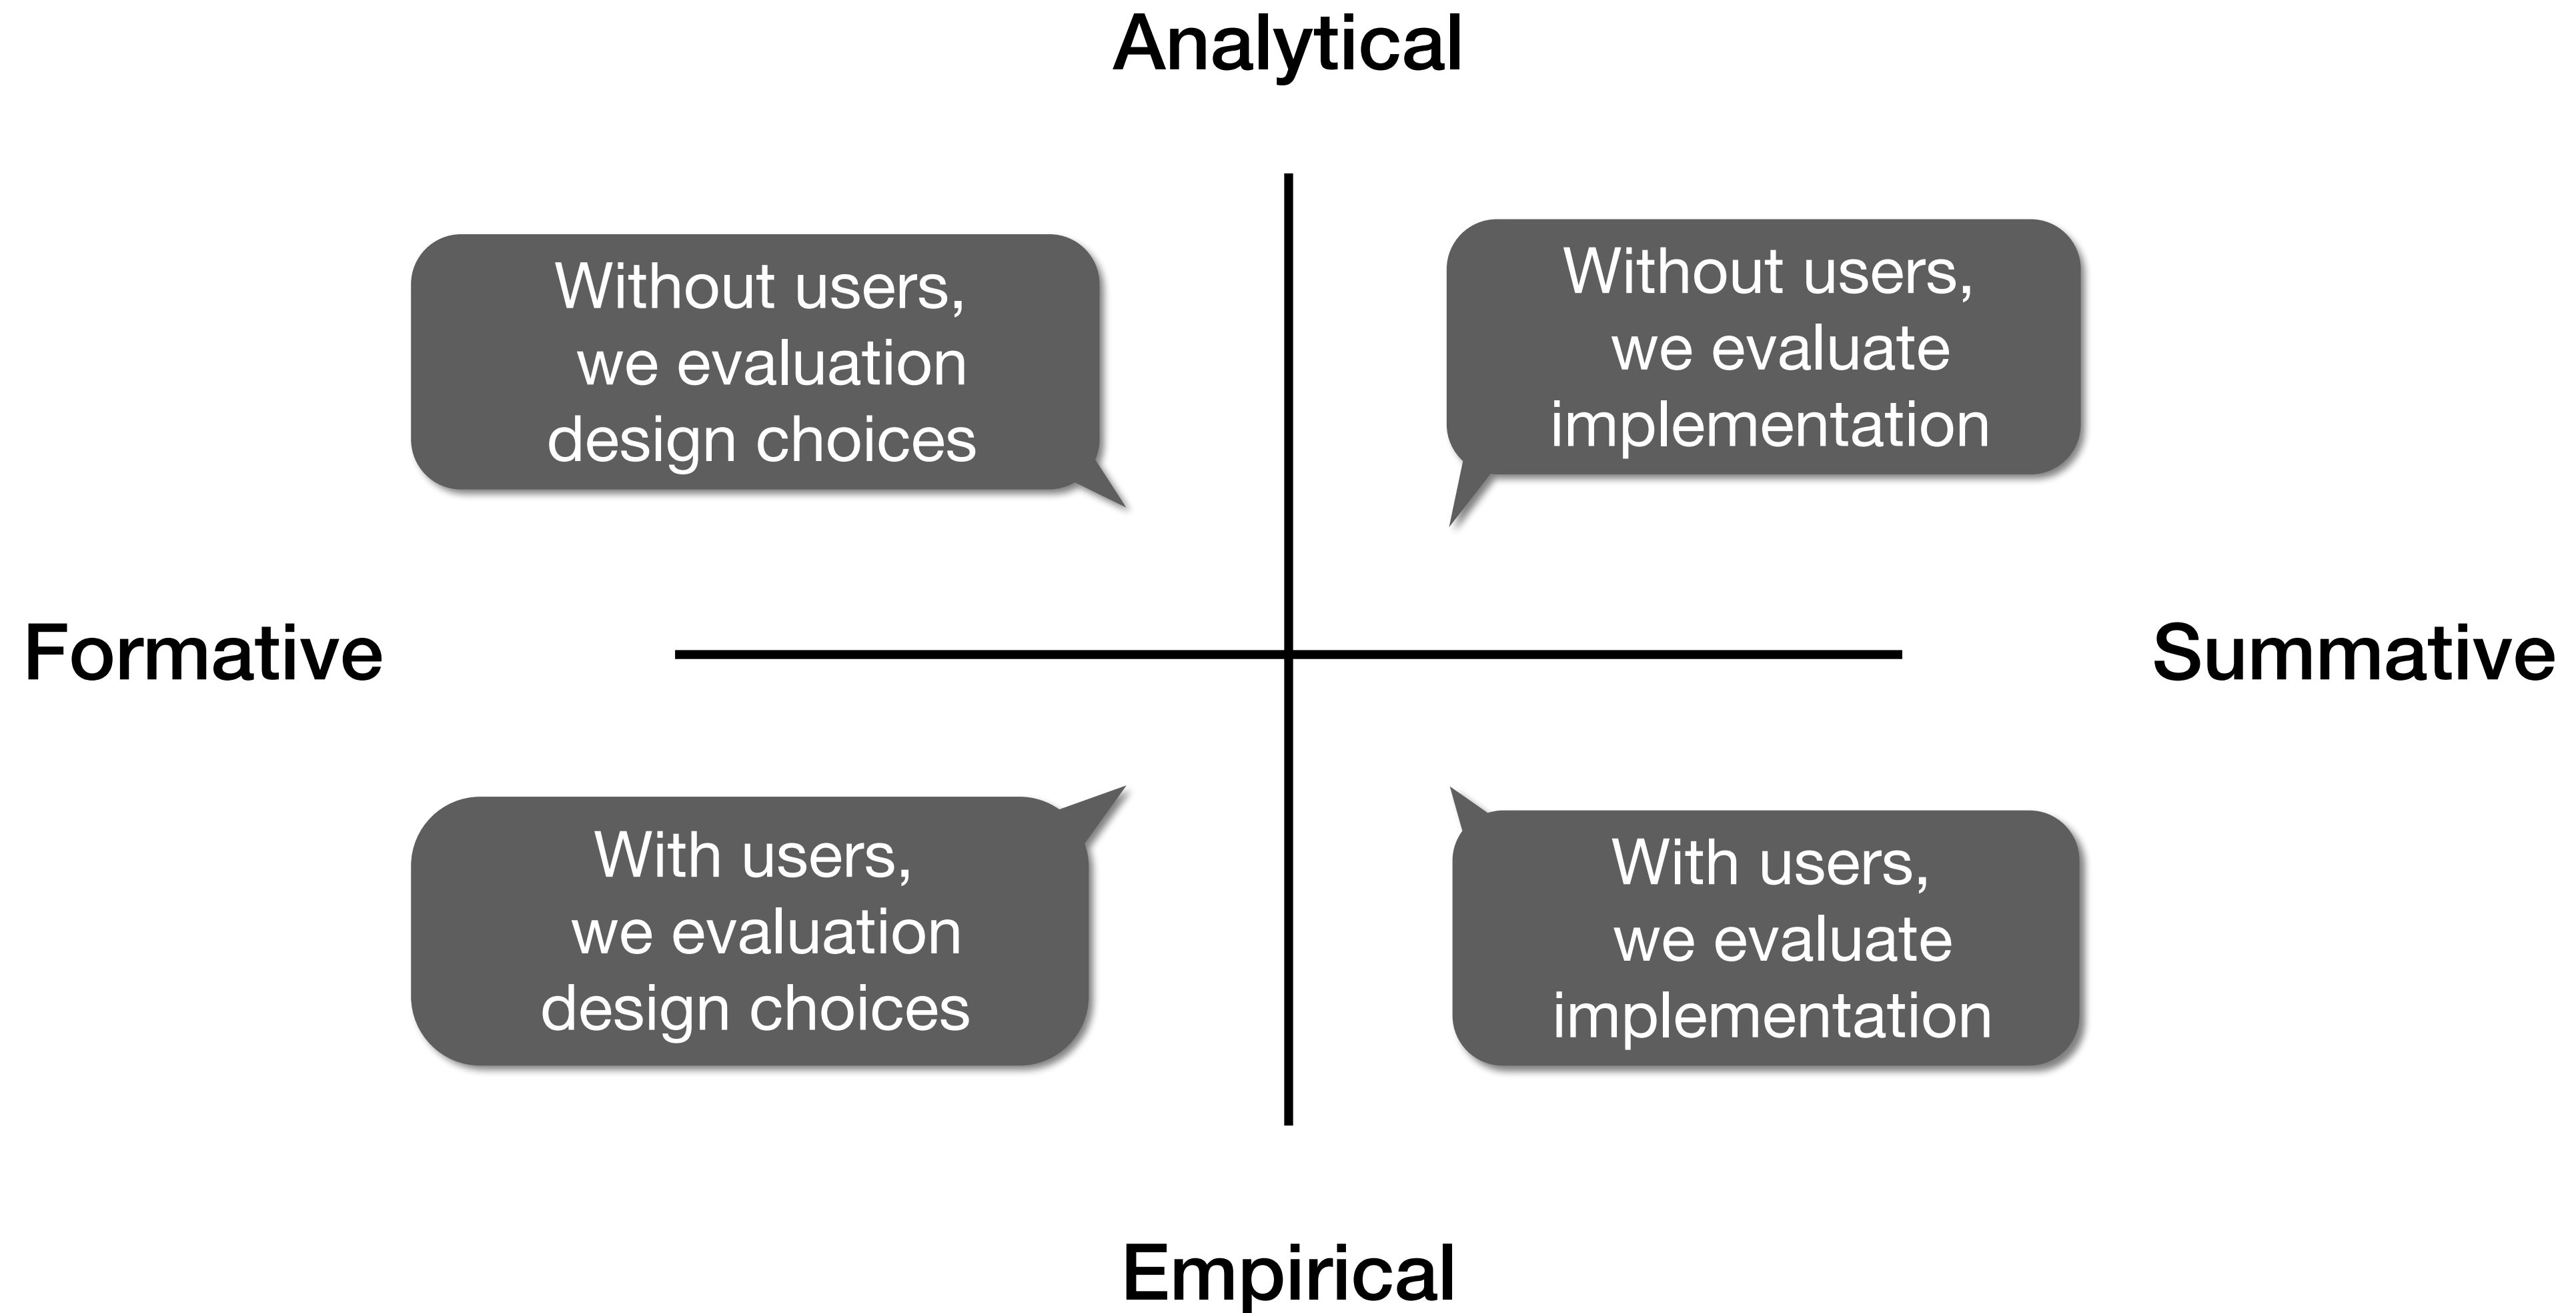 Analytical
Without users,
we evaluation
design choices
Without users,
we evaluate
implementation
Formative
Summative
With users,
we evaluation
design choices
With users,
we evaluate
implementation
Empirical